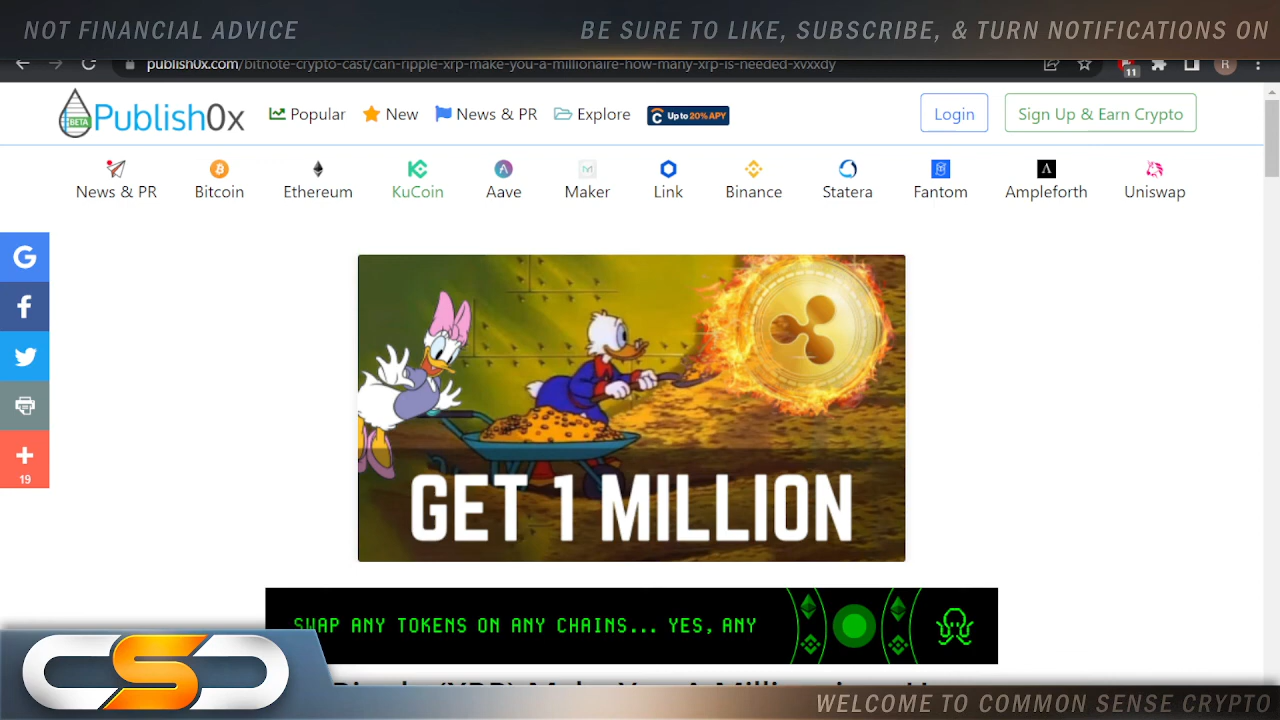 NOT FINANCIAL ADVICE
BE SURE TO LIKE, SUBSCRIBE, & TURN NOTIFICATIONS ON
publish0x.com/bitnote-crypto-cast/can-ripple-xrp-make-you-a-millionaire-how-many-xrp-is-needed-xvxxxdy
11
R
BETA
Publish0x
Popular
New
News & PR
Explore
Up to 20% APY
Login
Sign Up & Earn Crypto
News & PR
Bitcoin
Ethereum
KuCoin
Aave
Maker
Link
Binance
Statera
Fantom
Ampleforth
Uniswap
19
GET 1 MILLION
SWAP ANY TOKENS ON ANY CHAINS... YES, ANY
CSC
WELCOME TO COMMON SENSE CRYPTO